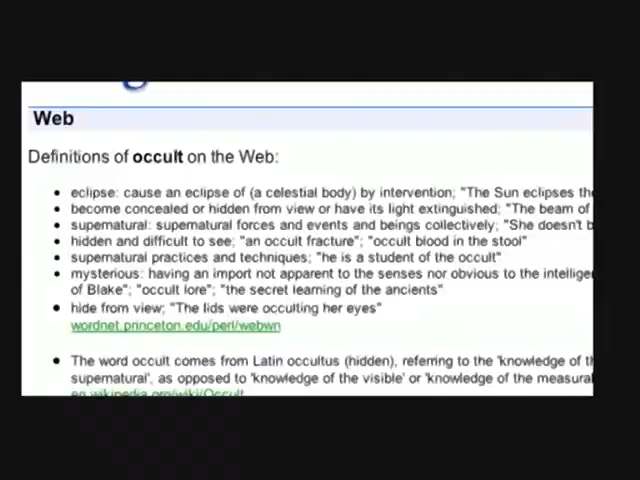 Web
Definitions of occult on the Web:
• eclipse: cause an eclipse of (a celestial body) by intervention; "The Sun eclipses the
• become concealed or hidden from view or have its light extinguished; "The beam of
• supernatural: supernatural forces and events and beings collectively; "She doesn't b
• hidden and difficult to see; "an occult fracture"; "occult blood in the stool"
• supernatural practices and techniques; "he is a student of the occult"
• mysterious: having an import not apparent to the senses nor obvious to the intelliger
of Blake"; "occult lore"; "the secret learning of the ancients"
• hide from view; "The lids were occulting her eyes"
wordnet.princeton.edu/perl/webwn
• The word occult comes from Latin occultus (hidden), referring to the 'knowledge of th
supernatural', as opposed to 'knowledge of the visible' or 'knowledge of the measural
en.wikipedia.org/wiki/Occult